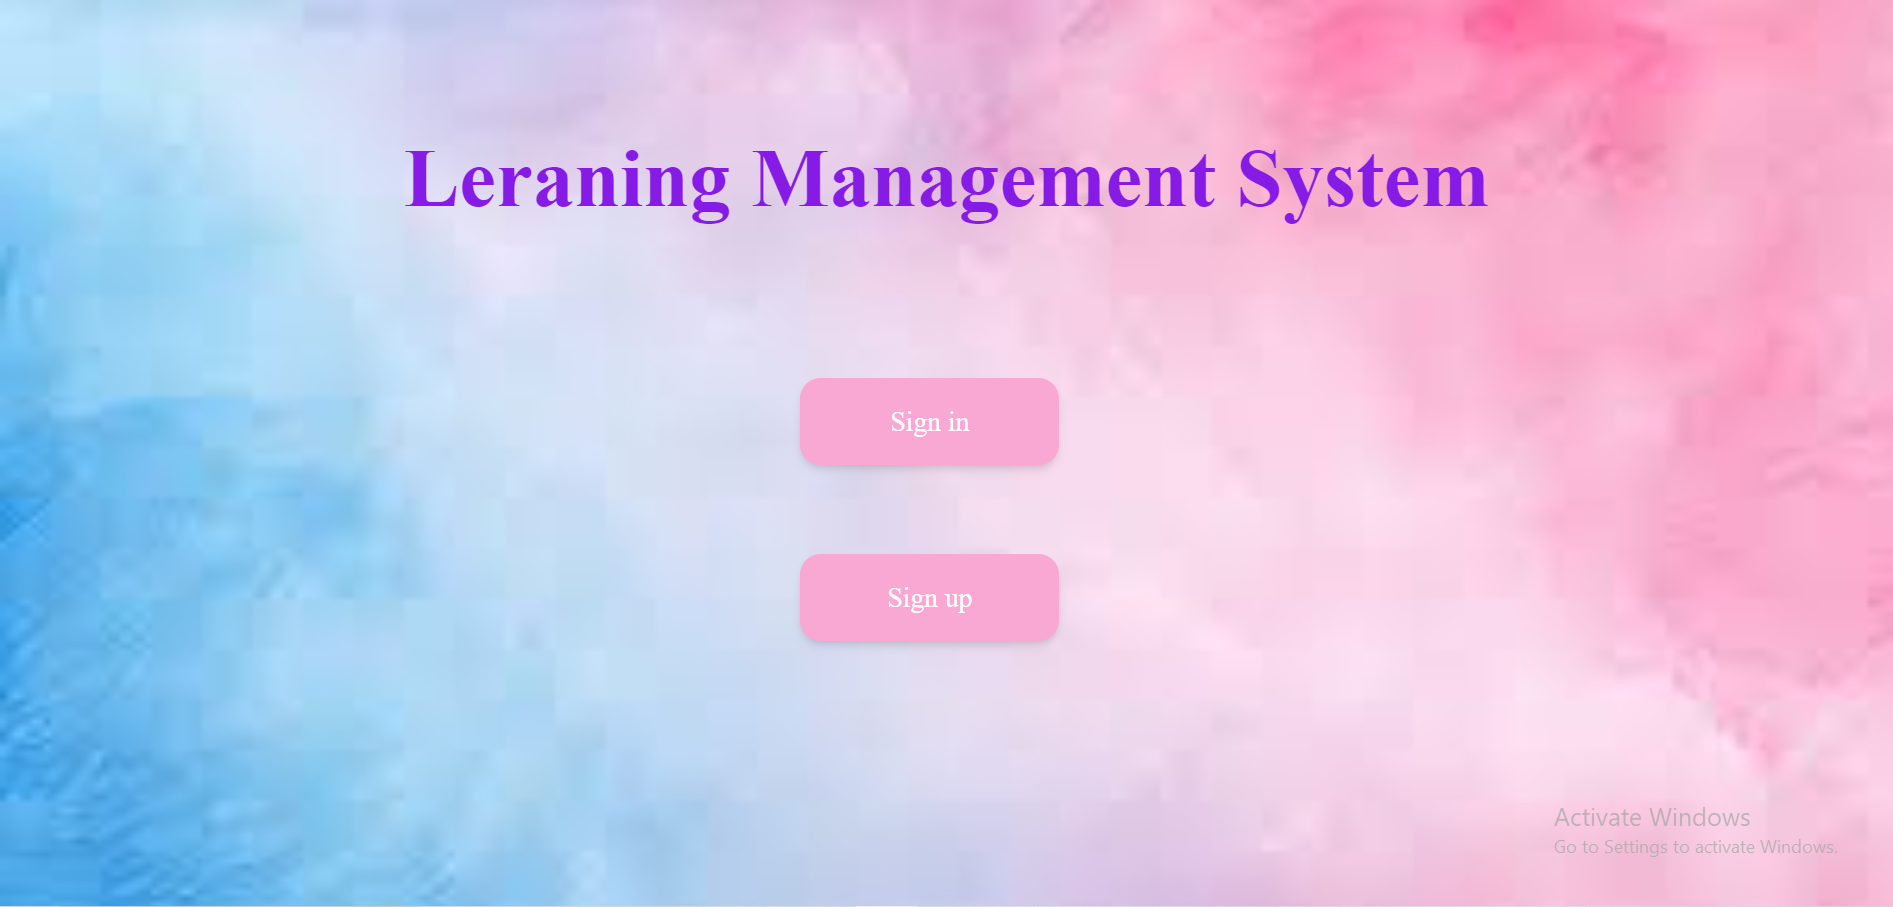 Leraning Management System
Sign in
Sign up
Activate Windows
Go to Settings to activate Windows.